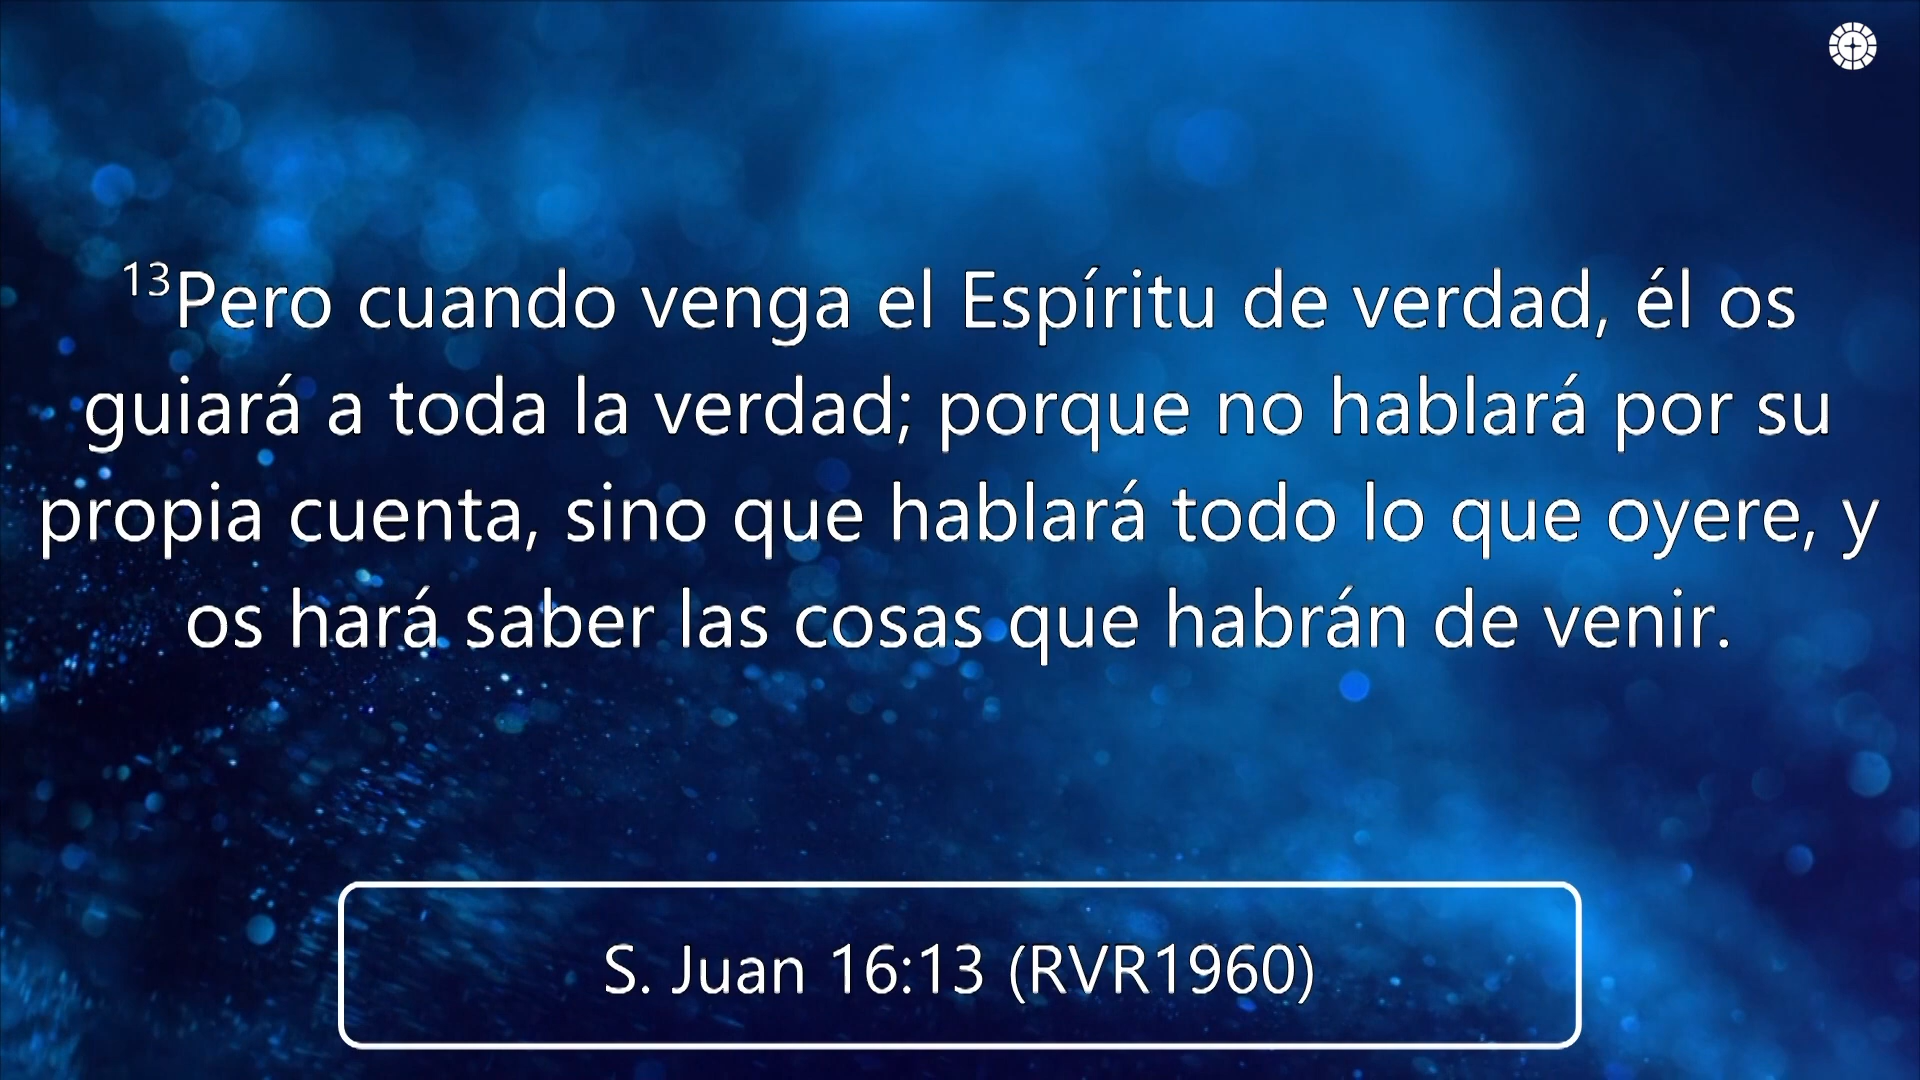 ¹³Pero cuando venga el Espíritu de verdad, él os
guiará a toda la verdad; porque no hablará por su
propia cuenta, sino que hablará todo lo que oyere, y
os hará saber las cosas que habrán de venir.
S. Juan 16:13 (RVR1960)